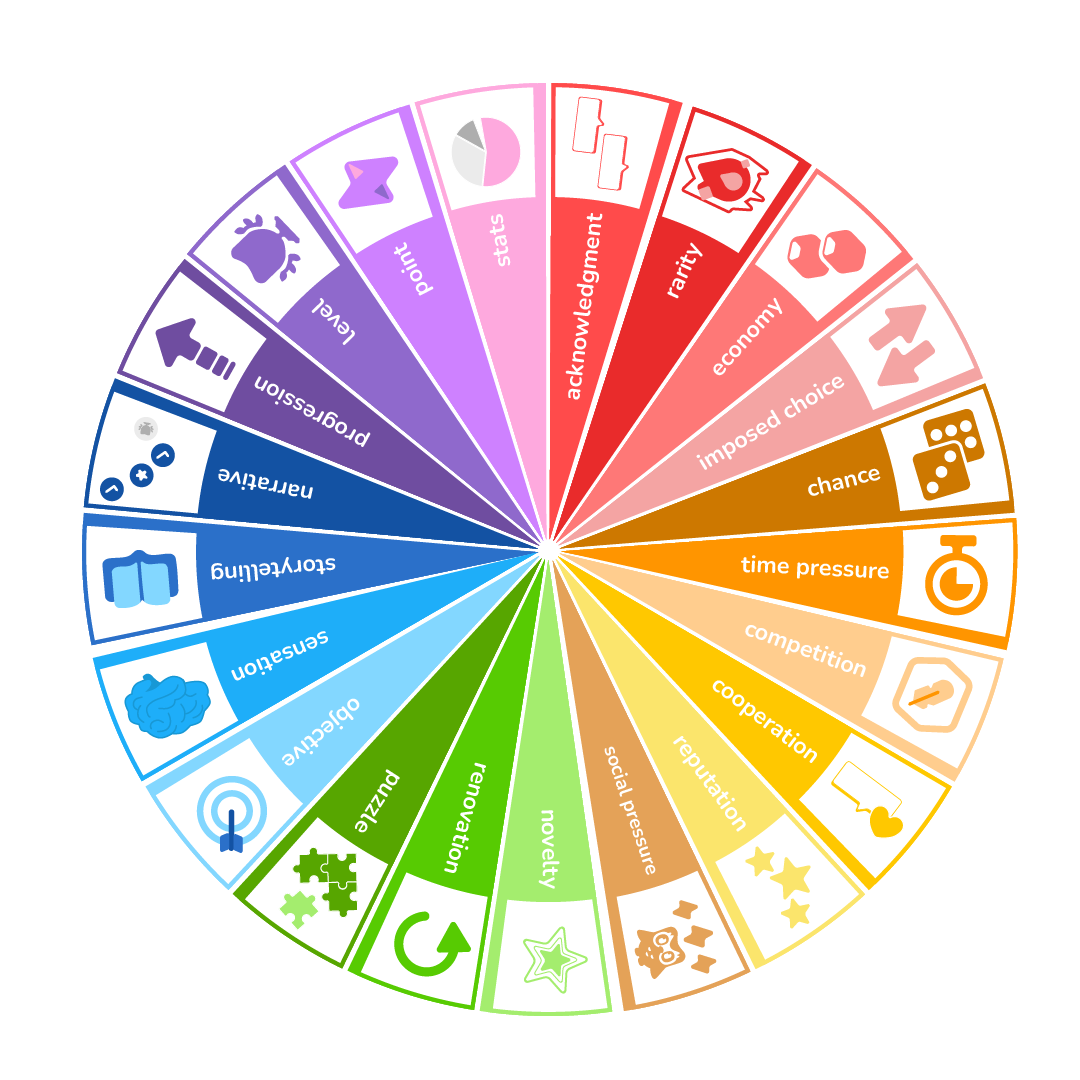 acknowledgment
rarity
economy
imposed choice
chance
time pressure
competition
cooperation
reputation
social pressure
novelty
renovation
puzzle
objective
sensation
storytelling
narrative
progression
level
point
stats